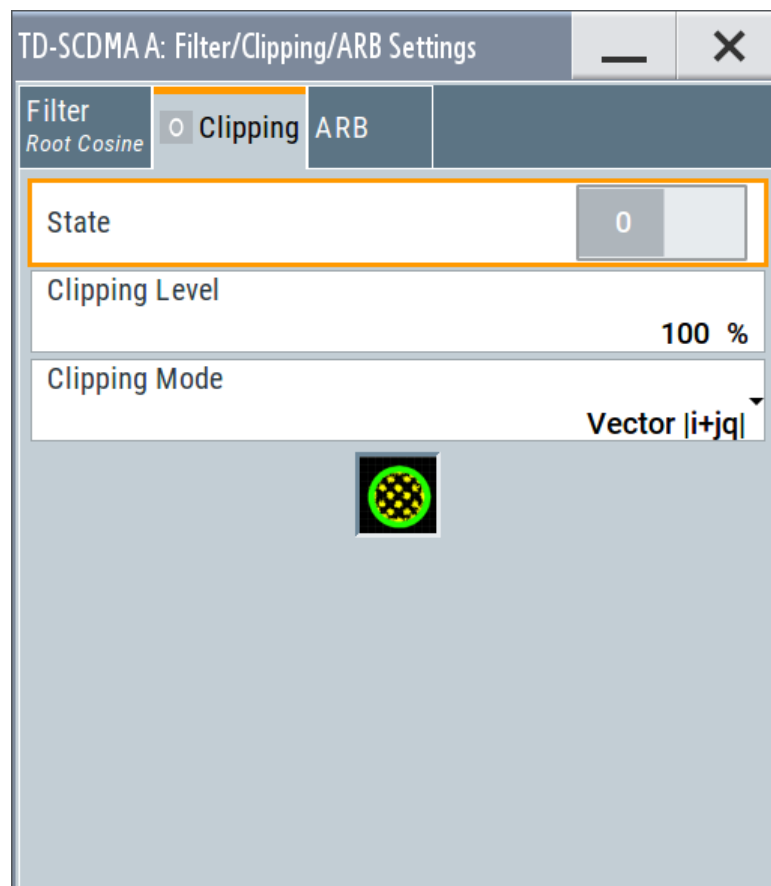 TD-SCDMA A: Filter/Clipping/ARB Settings
Filter
Root Cosine
O Clipping
ARB
State
0
Clipping Level
100 %
Clipping Mode
Vector |i+jq|